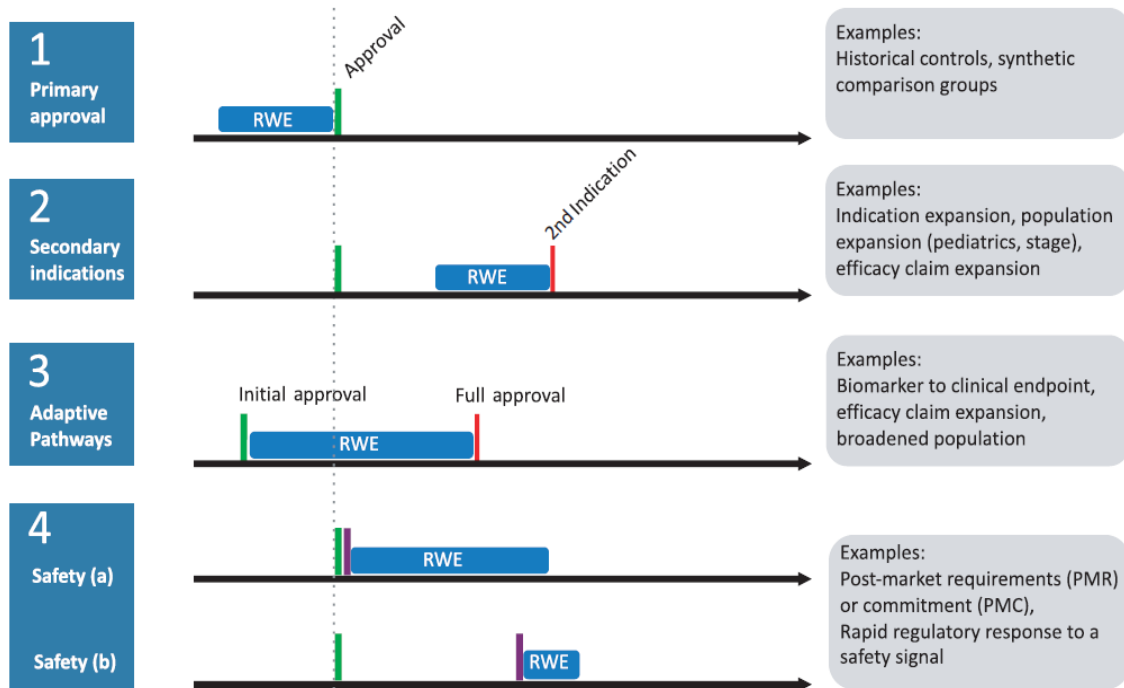 1
Primary
approval
Approval
RWE
Examples:
Historical controls, synthetic
comparison groups
2
Secondary
indications
2nd Indication
RWE
Examples:
Indication expansion, population
expansion (pediatrics, stage),
efficacy claim expansion
3
Adaptive
Pathways
Initial approval
Full approval
RWE
Examples:
Biomarker to clinical endpoint,
efficacy claim expansion,
broadened population
4
Safety (a)
RWE
Safety (b)
RWE
Examples:
Post-market requirements (PMR)
or commitment (PMC),
Rapid regulatory response to a
safety signal